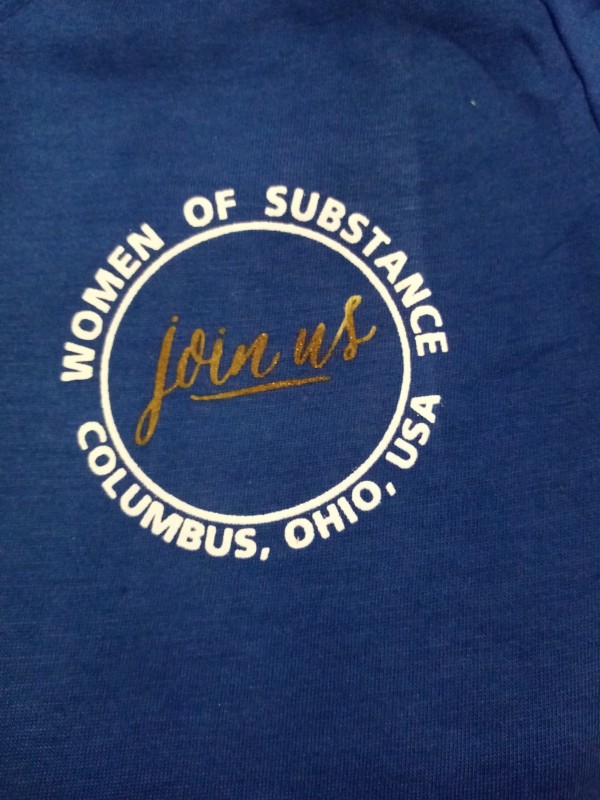 WOMEN OF SUBSTANCE
join us
COLUMBUS, OHIO, USA